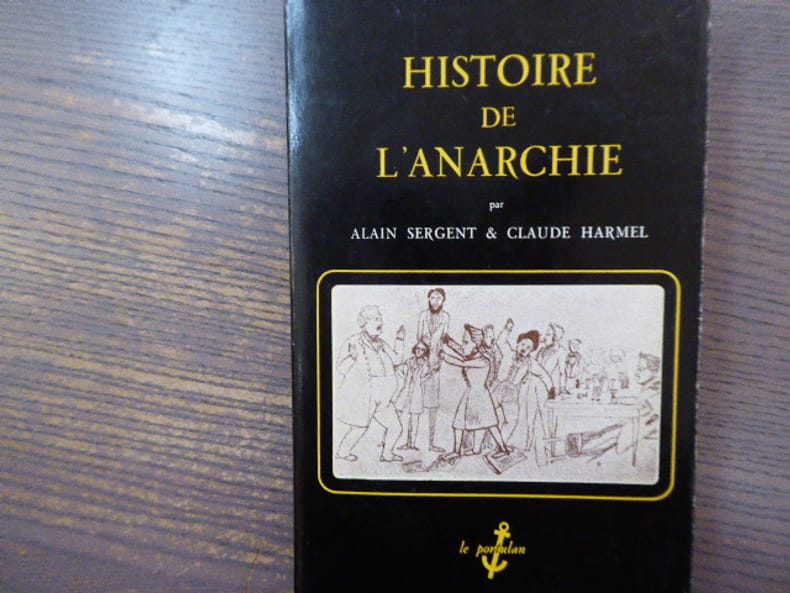 HISTOIRE
DE
L'ANARCHIE
par
ALAIN SERGENT & CLAUDE HARMEL
le portulan